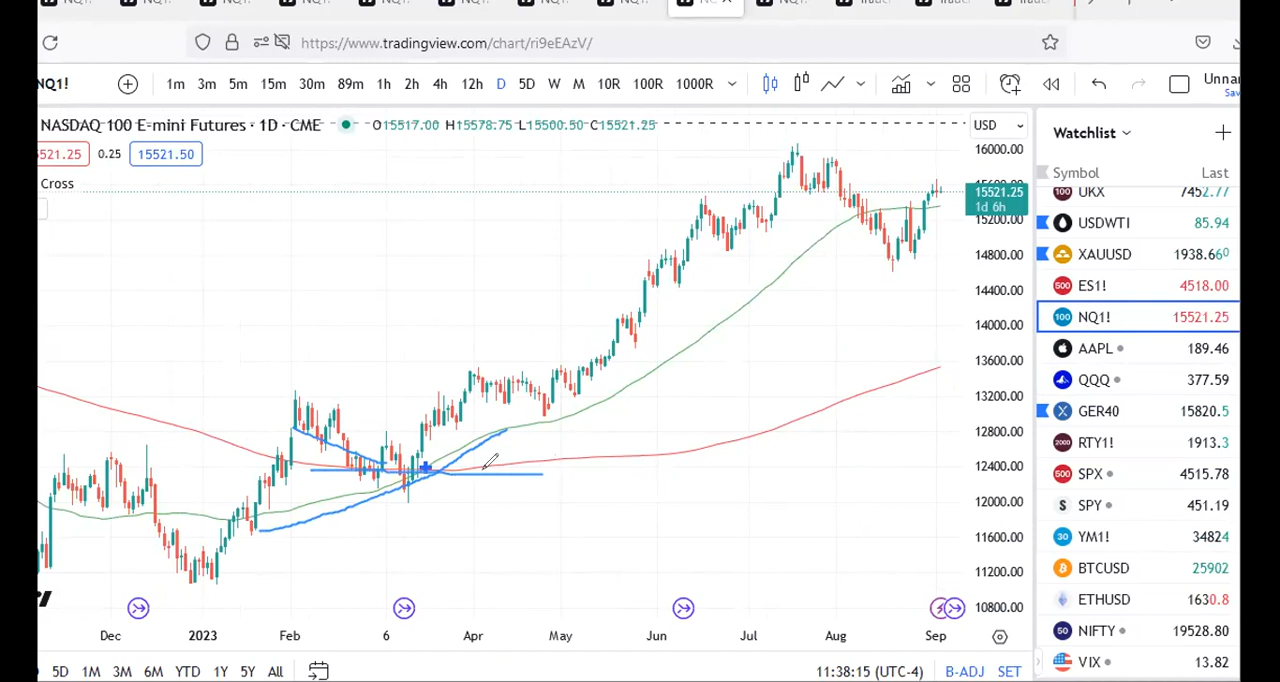 https://www.tradingview.com/chart/ri9eEAzV/
NQ1! 1m 3m 5m 15m 30m 89m 1h 2h 4h 12h D 5D W M 10R 100R 1000R Unnar
Sav
NASDAQ 100 E-mini Futures · 1D · CME O15517.00 H15578.75 L15500.50 C15521.25
USD
Watchlist
5521.25 0.25 15521.50
Cross
Symbol Last
16000.00
15521.25
1d 6h
15200.00
14800.00
14400.00
14000.00
13600.00
13200.00
12800.00
12400.00
12000.00
11600.00
11200.00
10800.00
UKX 7452.77
USDWTI 85.94
XAUUSD 1938.660
ES1! 4518.00
NQ1! 15521.25
AAPL 189.46
QQQ 377.59
GER40 15820.5
RTY1! 1913.3
SPX 4515.78
SPY 451.19
YM1! 34824
BTCUSD 25902
ETHUSD 1630.8
NIFTY 19528.80
VIX 13.82
Dec 2023 Feb 6 Apr May Jun Jul Aug Sep
5D 1M 3M 6M YTD 1Y 5Y All 11:38:15 (UTC-4) B-ADJ SET